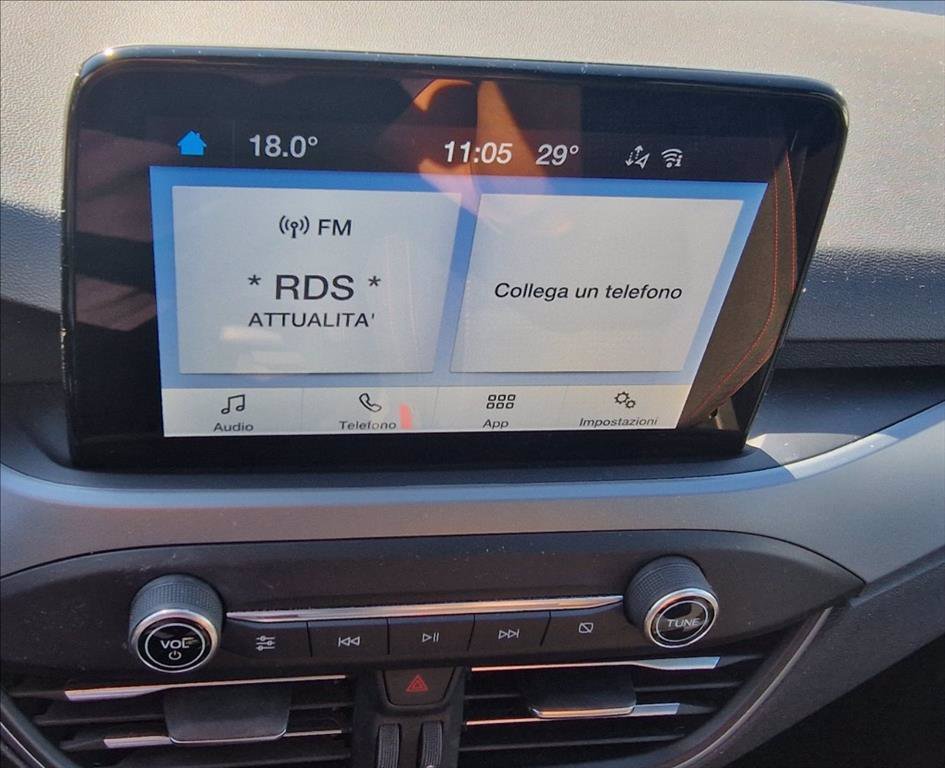 18.0° 11:05 29°
FM
* RDS *
ATTUALITA'
Collega un telefono
Audio Telefono App Impostazioni
VOL TUNE